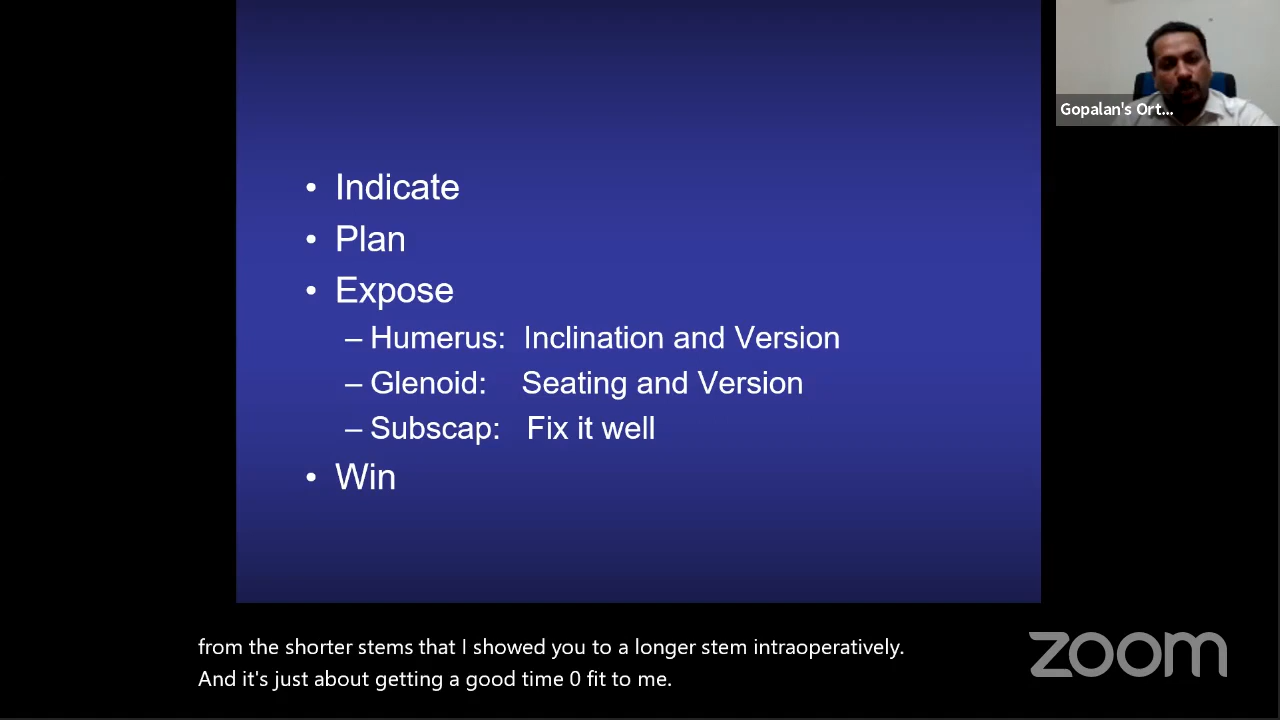 Gopalan's Ort...
• Indicate
• Plan
• Expose
– Humerus: Inclination and Version
– Glenoid: Seating and Version
– Subscap: Fix it well
• Win
from the shorter stems that I showed you to a longer stem intraoperatively.
And it's just about getting a good time 0 fit to me.
zoom